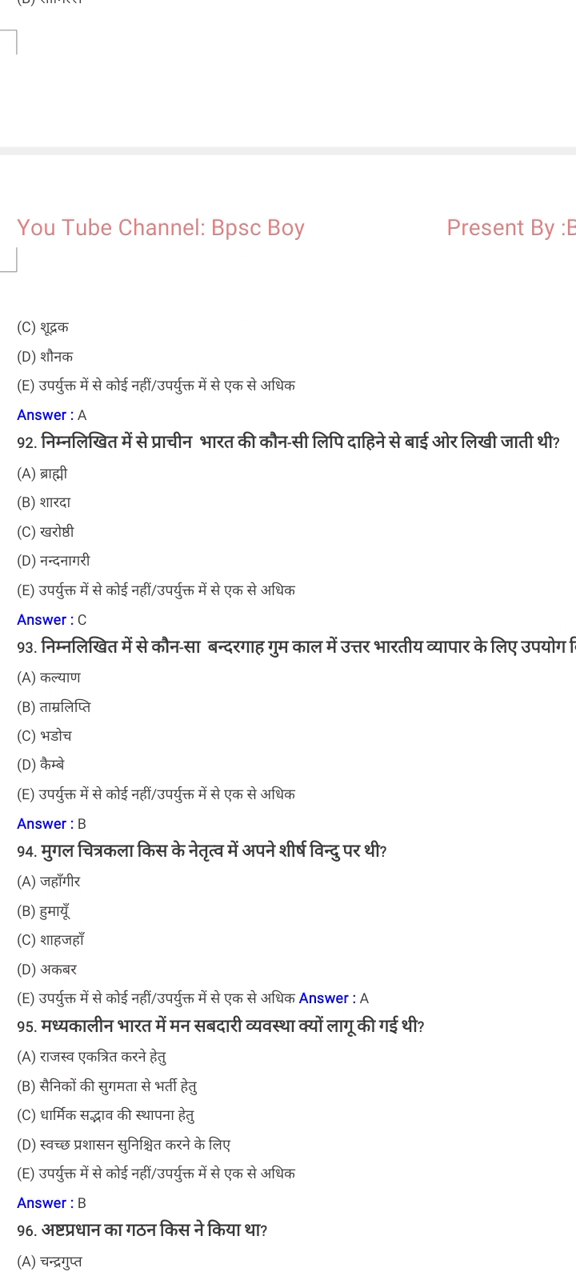 You Tube Channel: Bpsc Boy Present By :B
(C) शूद्रक
(D) शौनक
(E) उपर्युक्त में से कोई नहीं/उपर्युक्त में से एक से अधिक
Answer : A
92. निम्नलिखित में से प्राचीन भारत की कौन-सी लिपि दाहिने से बाई ओर लिखी जाती थी?
(A) ब्राह्मी
(B) शारदा
(C) खरोष्ठी
(D) नन्दनागरी
(E) उपर्युक्त में से कोई नहीं/उपर्युक्त में से एक से अधिक
Answer : C
93. निम्नलिखित में से कौन-सा बन्दरगाह गुम काल में उत्तर भारतीय व्यापार के लिए उपयोग
(A) कल्याण
(B) ताम्रलिप्ति
(C) भडोच
(D) कैम्बे
(E) उपर्युक्त में से कोई नहीं/उपर्युक्त में से एक से अधिक
Answer : B
94. मुगल चित्रकला किस के नेतृत्व में अपने शीर्ष विन्दु पर थी?
(A) जहाँगीर
(B) हुमायूँ
(C) शाहजहाँ
(D) अकबर
(E) उपर्युक्त में से कोई नहीं/उपर्युक्त में से एक से अधिक Answer : A
95. मध्यकालीन भारत में मन सबदारी व्यवस्था क्यों लागू की गई थी?
(A) राजस्व एकत्रित करने हेतु
(B) सैनिकों की सुगमता से भर्ती हेतु
(C) धार्मिक सद्भाव की स्थापना हेतु
(D) स्वच्छ प्रशासन सुनिश्चित करने के लिए
(E) उपर्युक्त में से कोई नहीं/उपर्युक्त में से एक से अधिक
Answer : B
96. अष्टप्रधान का गठन किस ने किया था?
(A) चन्द्रगुप्त